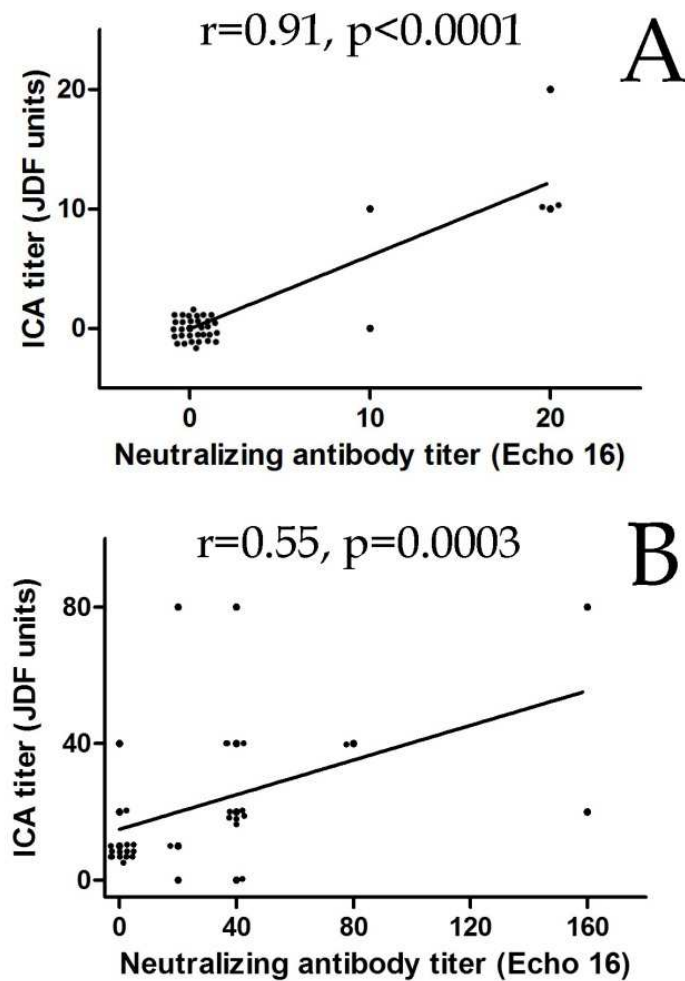 r=0.91, p<0.0001
A
ICA titer (JDF units)
20
10
0
0 10 20
Neutralizing antibody titer (Echo 16)
r=0.55, p=0.0003
B
ICA titer (JDF units)
80
40
0
0 40 80 120 160
Neutralizing antibody titer (Echo 16)